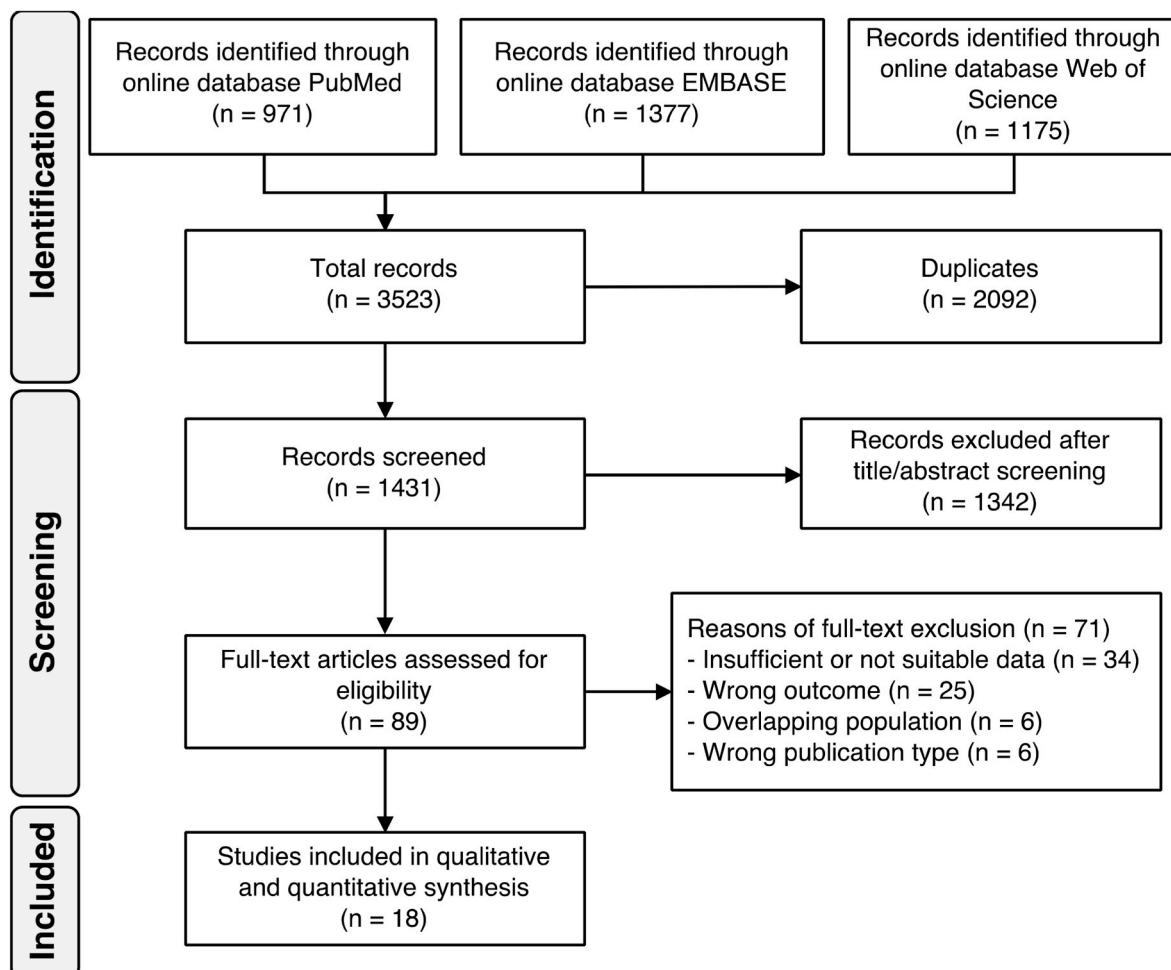 Identification
Records identified through
online database PubMed
(n = 971)
Records identified through
online database EMBASE
(n = 1377)
Records identified through
online database Web of
Science
(n = 1175)
Total records
(n = 3523)
Duplicates
(n = 2092)
Screening
Records screened
(n = 1431)
Records excluded after
title/abstract screening
(n = 1342)
Full-text articles assessed for
eligibility
(n = 89)
Reasons of full-text exclusion (n = 71)
- Insufficient or not suitable data (n = 34)
- Wrong outcome (n = 25)
- Overlapping population (n = 6)
- Wrong publication type (n = 6)
Included
Studies included in qualitative
and quantitative synthesis
(n = 18)